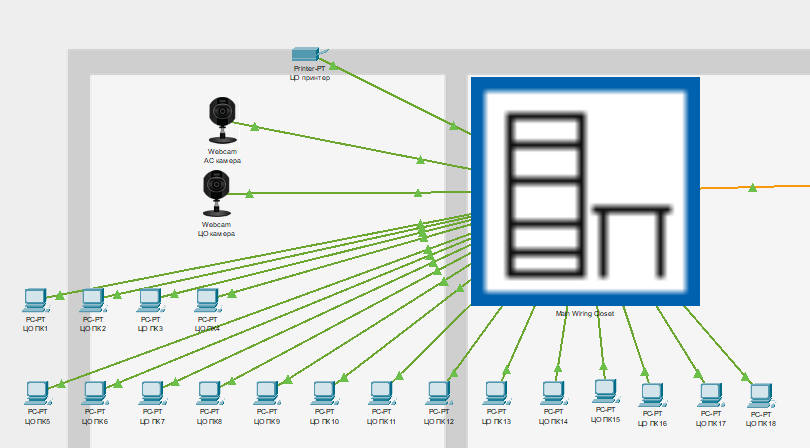 Printer-PT
ЦО принтер
Webcam
АС камера
Webcam
ЦО камера
Main Wiring Closet
PC-PT
ЦО ПК1
PC-PT
ЦО ПК2
PC-PT
ЦО ПК3
PC-PT
ЦО ПК4
PC-PT
ЦО ПК5
PC-PT
ЦО ПК6
PC-PT
ЦО ПК7
PC-PT
ЦО ПК8
PC-PT
ЦО ПК9
PC-PT
ЦО ПК10
PC-PT
ЦО ПК11
PC-PT
ЦО ПК12
PC-PT
ЦО ПК13
PC-PT
ЦО ПК14
PC-PT
ЦО ПК15
PC-PT
ЦО ПК16
PC-PT
ЦО ПК17
PC-PT
ЦО ПК18